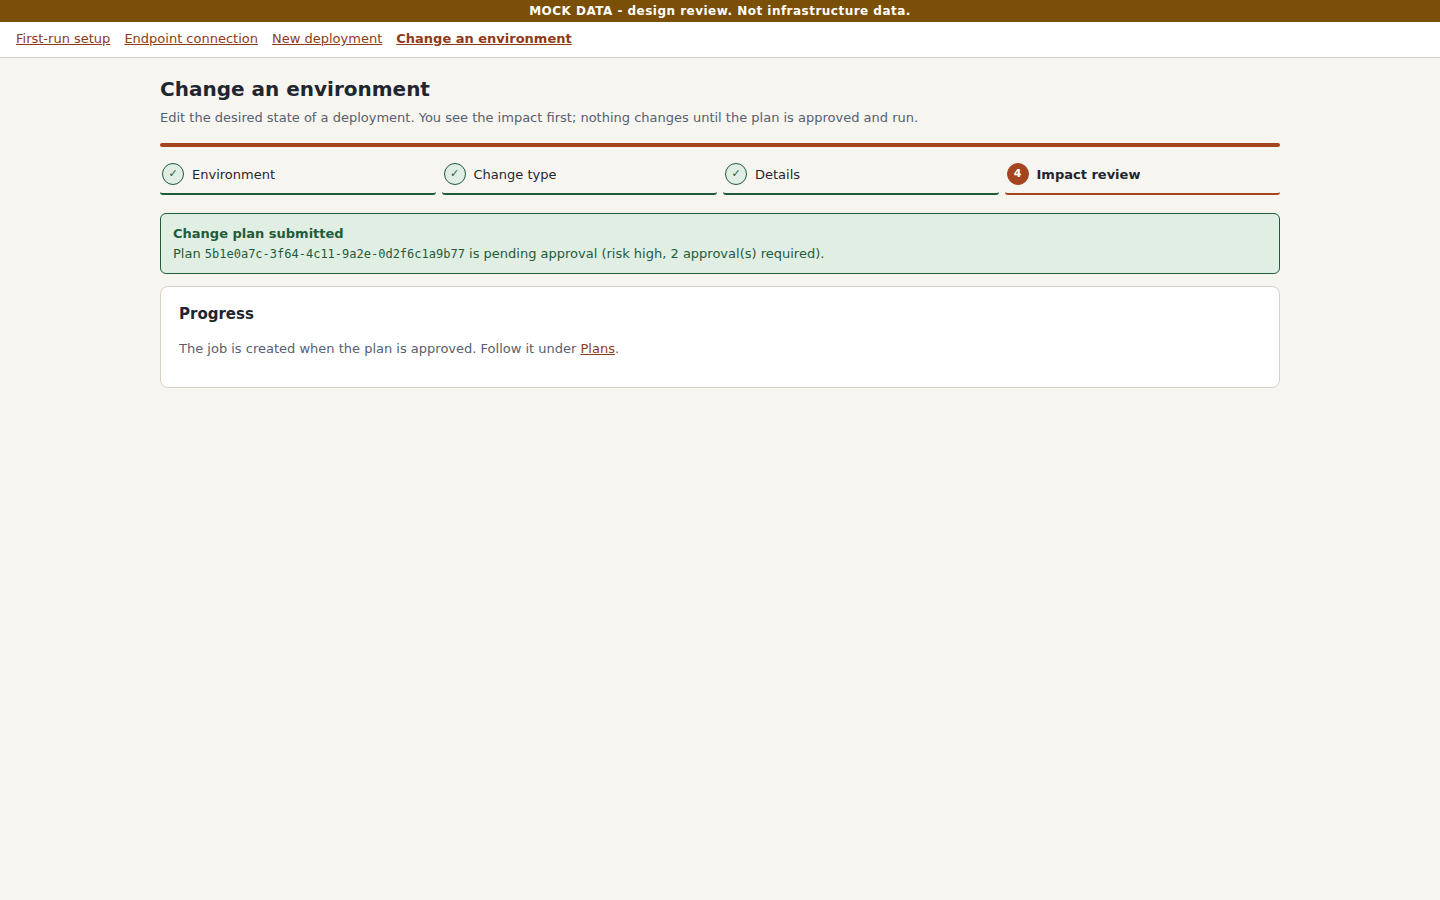 MOCK DATA - design review. Not infrastructure data.
First-run setup Endpoint connection New deployment Change an environment
Change an environment
Edit the desired state of a deployment. You see the impact first; nothing changes until the plan is approved and run.
✓ Environment ✓ Change type ✓ Details 4 Impact review
Change plan submitted
Plan 5b1e0a7c-3f64-4c11-9a2e-0d2f6c1a9b77 is pending approval (risk high, 2 approval(s) required).
Progress
The job is created when the plan is approved. Follow it under Plans.